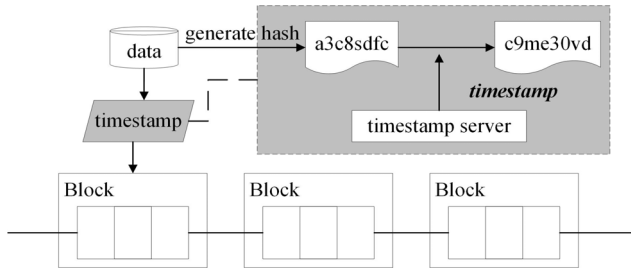 generate hash
data
a3c8sdfc
c9me30vd
timestamp
timestamp
timestamp server
Block
Block
Block